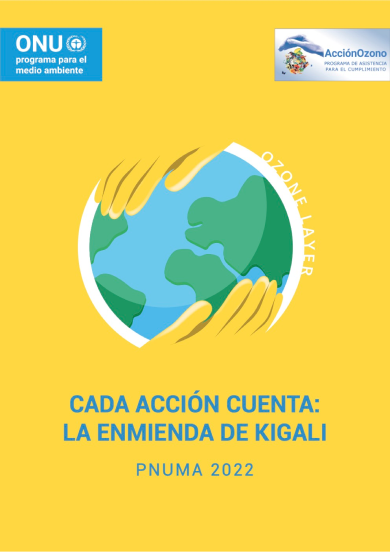 ONU
programa para el
medio ambiente
AcciónOzono
PROGRAMA DE ASISTENCIA
PARA EL CUMPLIMIENTO
OZONE LAYER
CADA ACCIÓN CUENTA:
LA ENMIENDA DE KIGALI
PNUMA 2022